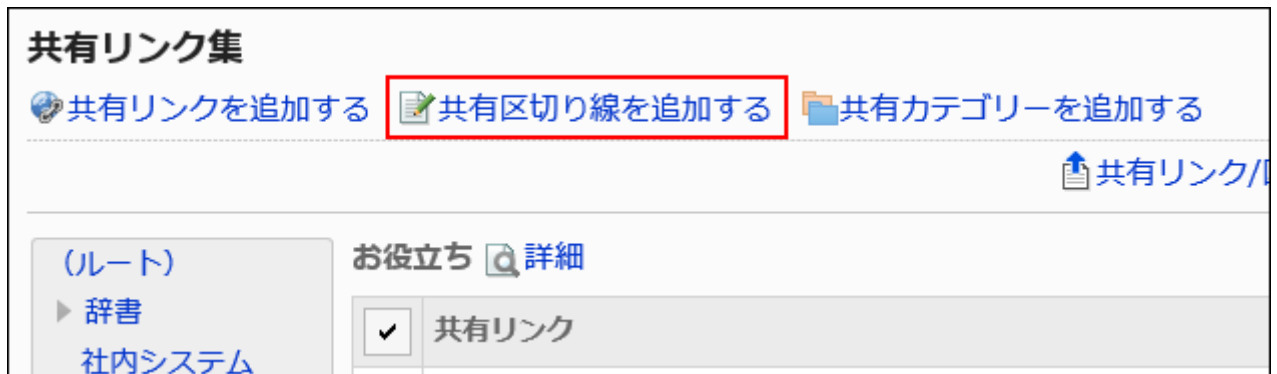 共有リンク集
共有リンクを追加する 共有区切り線を追加する 共有カテゴリーを追加する
共有リンク/
(ルート)
辞書
社内システム
お役立ち 詳細
共有リンク